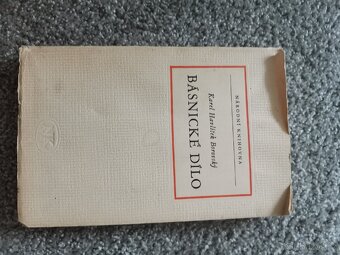 NÁRODNÍ KNIHOVNA
Karel Havlíček Borovský
BÁSNICKÉ DÍLO